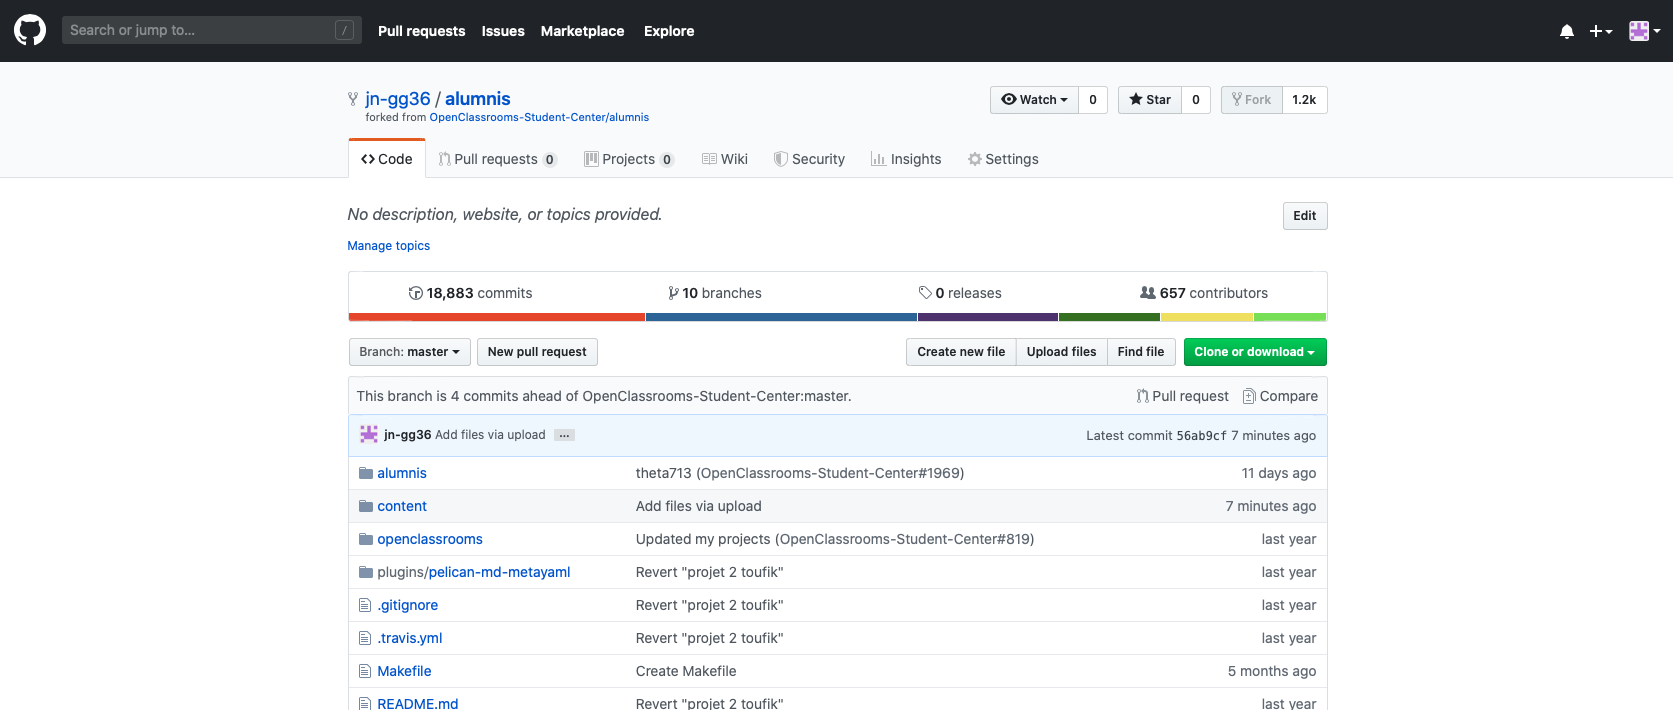 Search or jump to... /
Pull requests Issues Marketplace Explore
jn-gg36 / alumnis
forked from OpenClassrooms-Student-Center/alumnis
Watch 0 Star 0 Fork 1.2k
Code Pull requests 0 Projects 0 Wiki Security Insights Settings
No description, website, or topics provided.
Edit
Manage topics
18,883 commits 10 branches 0 releases 657 contributors
Branch: master New pull request Create new file Upload files Find file Clone or download
This branch is 4 commits ahead of OpenClassrooms-Student-Center:master. Pull request Compare
jn-gg36 Add files via upload ... Latest commit 56ab9cf 7 minutes ago
alumnis theta713 (OpenClassrooms-Student-Center#1969) 11 days ago
content Add files via upload 7 minutes ago
openclassrooms Updated my projects (OpenClassrooms-Student-Center#819) last year
plugins/pelican-md-metayaml Revert "projet 2 toufik" last year
.gitignore Revert "projet 2 toufik" last year
.travis.yml Revert "projet 2 toufik" last year
Makefile Create Makefile 5 months ago
README.md Revert "projet 2 toufik" last year